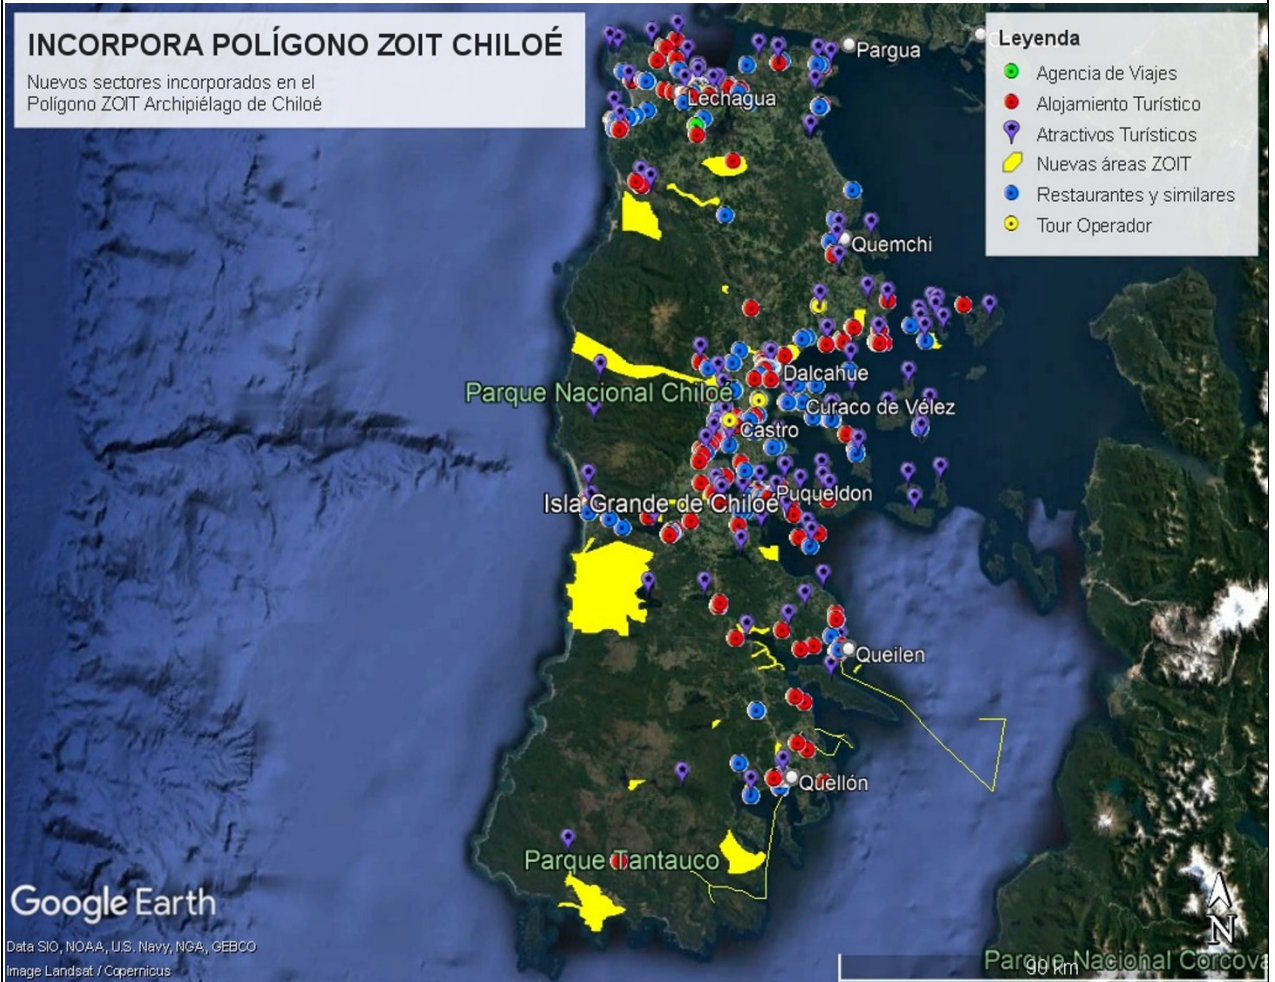 INCORPORA POLÍGONO ZOIT CHILOÉ
Nuevos sectores incorporados en el
Polígono ZOIT Archipiélago de Chiloé
Leyenda
Agencia de Viajes
Alojamiento Turístico
Atractivos Turísticos
Nuevas áreas ZOIT
Restaurantes y similares
Tour Operador
Pargua
Lechagua
Quemchi
Dalcahue
Parque Nacional Chiloé
Curaco de Vélez
Castro
Puqueldon
Isla Grande de Chiloé
Queilen
Quellón
Parque Tantauco
Google Earth
N
Data SIO, NOAA, U.S. Navy, NGA, GEBCO
Image Landsat / Copernicus
Parque Nacional Corcova
90 km